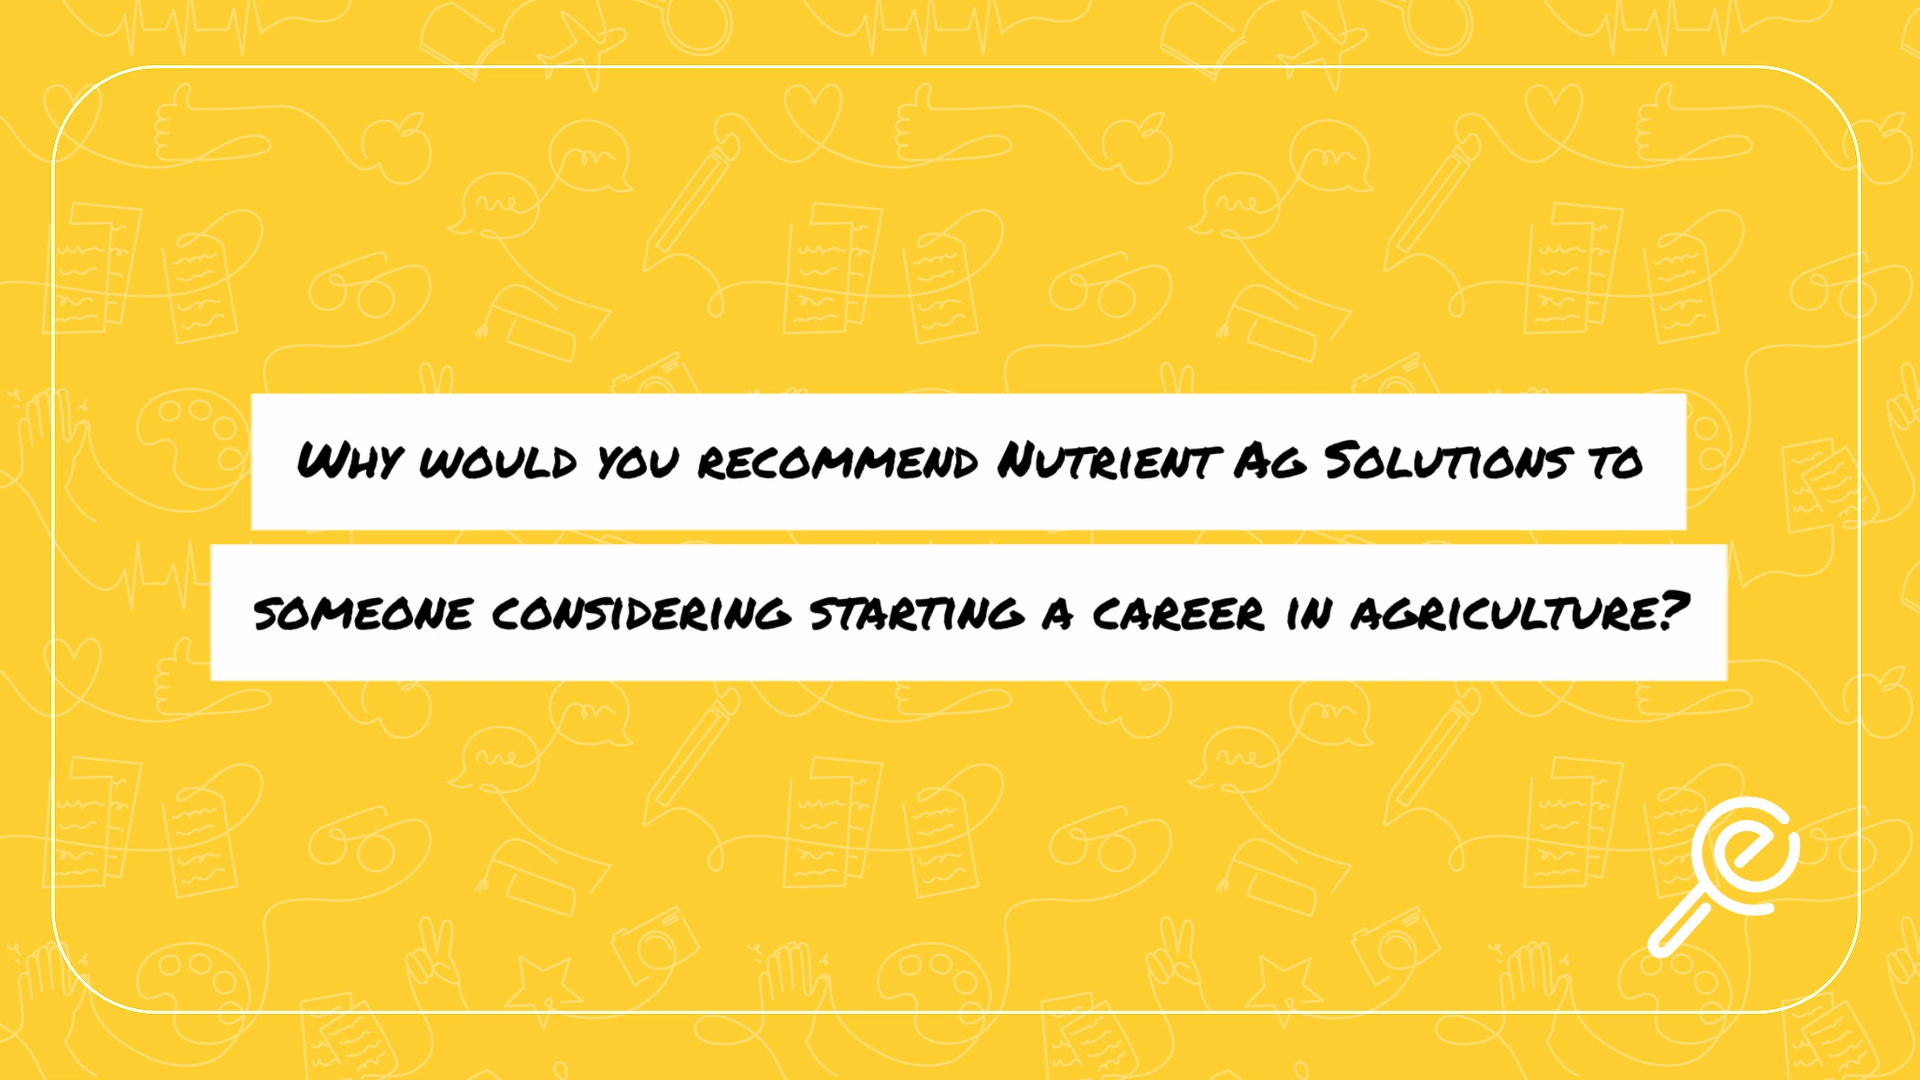 Why would you recommend Nutrient Ag Solutions to
someone considering starting a career in agriculture?